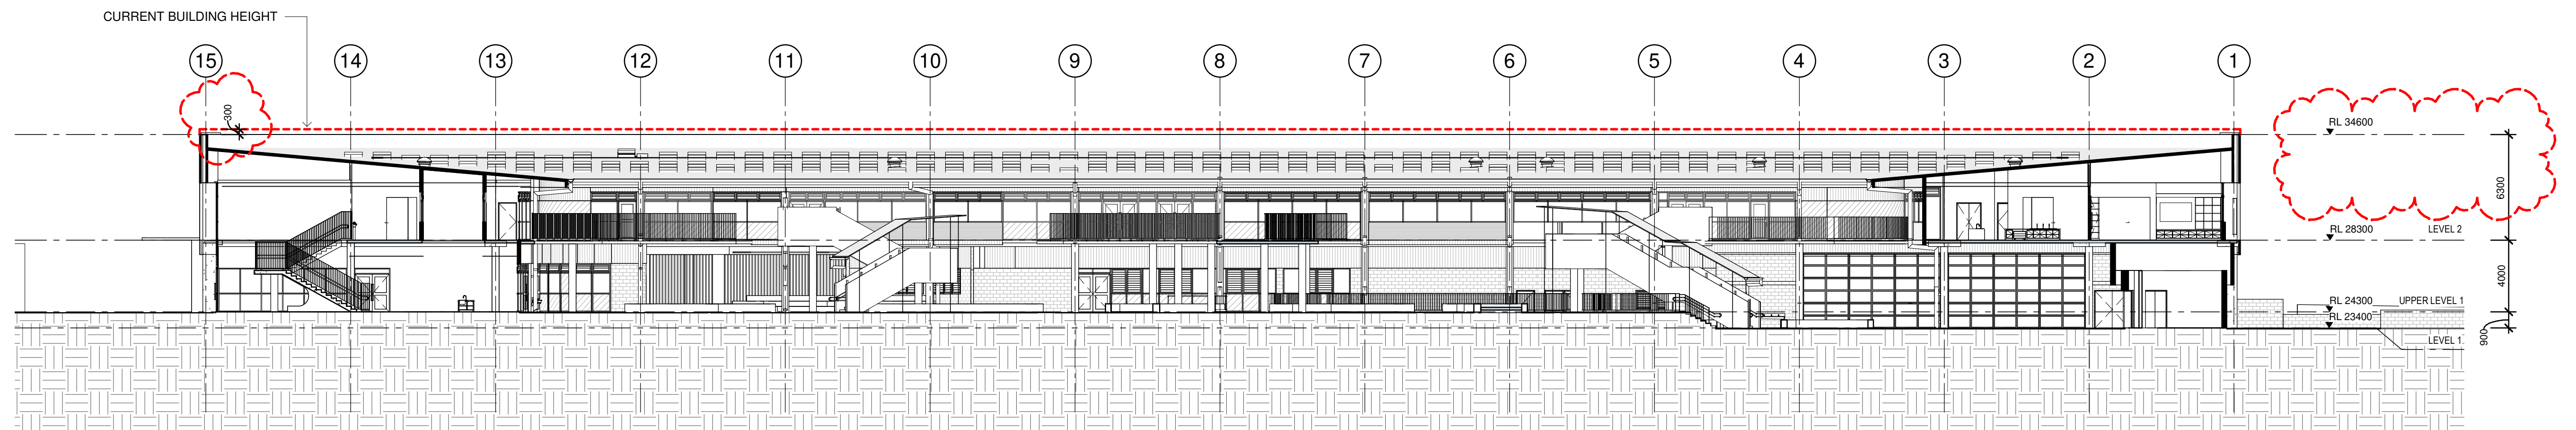 CURRENT BUILDING HEIGHT
15 14 13 12 11 10 9 8 7 6 5 4 3 2 1
300
RL 34600
6300
RL 28300 LEVEL 2
4000
RL 24300 UPPER LEVEL 1
RL 23400
900
LEVEL 1